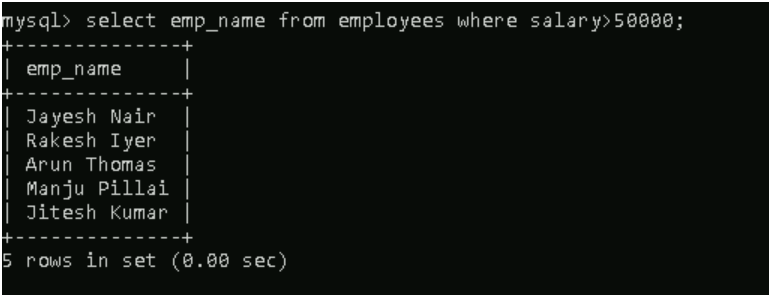 mysql> select emp_name from employees where salary>50000;
+--------------+
| emp_name     |
+--------------+
| Jayesh Nair  |
| Rakesh Iyer  |
| Arun Thomas  |
| Manju Pillai |
| Jitesh Kumar |
+--------------+
5 rows in set (0.00 sec)